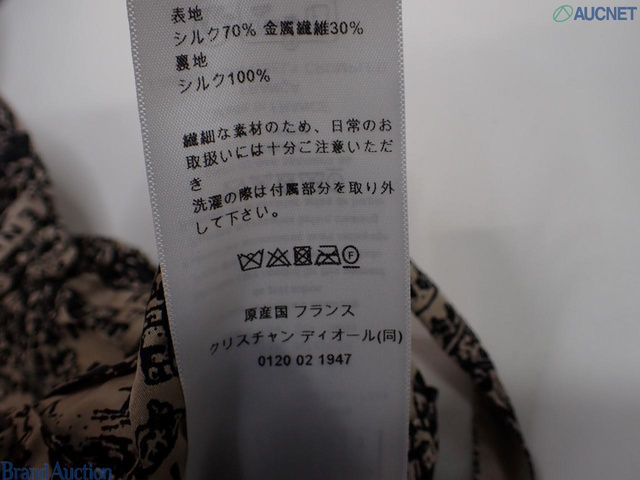 AUCNET
表地
シルク70% 金属繊維30%
裏地
シルク100%
繊細な素材のため、日常のお
取扱いには十分ご注意いただ
き
洗濯の際は付属部分を取り外
して下さい。
F
原産国 フランス
クリスチャン ディオール(同)
0120 02 1947
Brand Auction